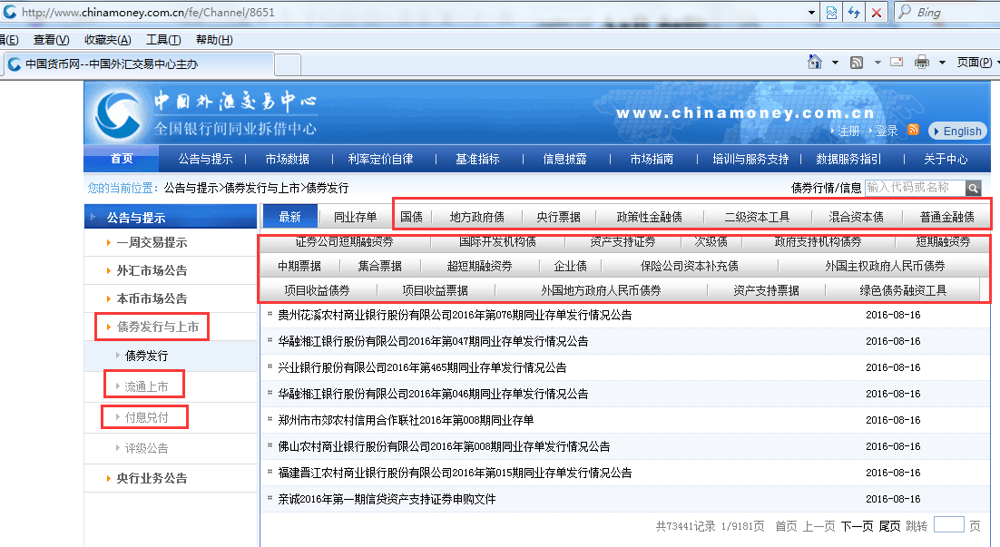 http://www.chinamoney.com.cn/fe/Channel/8651
Bing
辑(E) 查看(V) 收藏夹(A) 工具(T) 帮助(H)
中国货币网--中国外汇交易中心主办
页面(P)
中国外汇交易中心
全国银行间同业拆借中心
www.chinamoney.com.cn
注册 登录 English
首页 公告与提示 市场数据 利率定价自律 基准指标 信息披露 市场指南 培训与服务支持 数据服务指引 关于中心
您的当前位置：公告与提示>债券发行与上市>债券发行
债券行情/信息 输入代码或名称
公告与提示
一周交易提示
外汇市场公告
本币市场公告
债券发行与上市
债券发行
流通上市
付息兑付
评级公告
央行业务公告
最新 同业存单 国债 地方政府债 央行票据 政策性金融债 二级资本工具 混合资本债 普通金融债
证券公司短期融资券 国际开发机构债 资产支持证券 次级债 政府支持机构债券 短期融资券
中期票据 集合票据 超短期融资券 企业债 保险公司资本补充债 外国主权政府人民币债券
项目收益债券 项目收益票据 外国地方政府人民币债券 资产支持票据 绿色债务融资工具
贵州花溪农村商业银行股份有限公司2016年第076期同业存单发行情况公告 2016-08-16
华融湘江银行股份有限公司2016年第047期同业存单发行情况公告 2016-08-16
兴业银行股份有限公司2016年第465期同业存单发行情况公告 2016-08-16
华融湘江银行股份有限公司2016年第046期同业存单发行情况公告 2016-08-16
郑州市市郊农村信用合作联社2016年第008期同业存单 2016-08-16
佛山农村商业银行股份有限公司2016年第008期同业存单发行情况公告 2016-08-16
福建晋江农村商业银行股份有限公司2016年第015期同业存单发行情况公告 2016-08-16
亲诚2016年第一期信贷资产支持证券申购文件 2016-08-16
共73441记录 1/9181页 首页 上一页 下一页 尾页 跳转 页